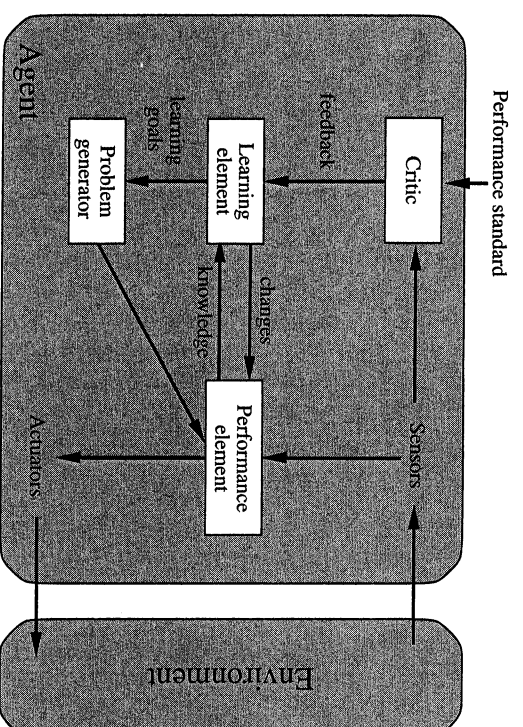 Performance standard
Critic
Sensors
feedback
Learning
element
changes
knowledge
Performance
element
learning
goals
Problem
generator
Actuators
Agent
Environment